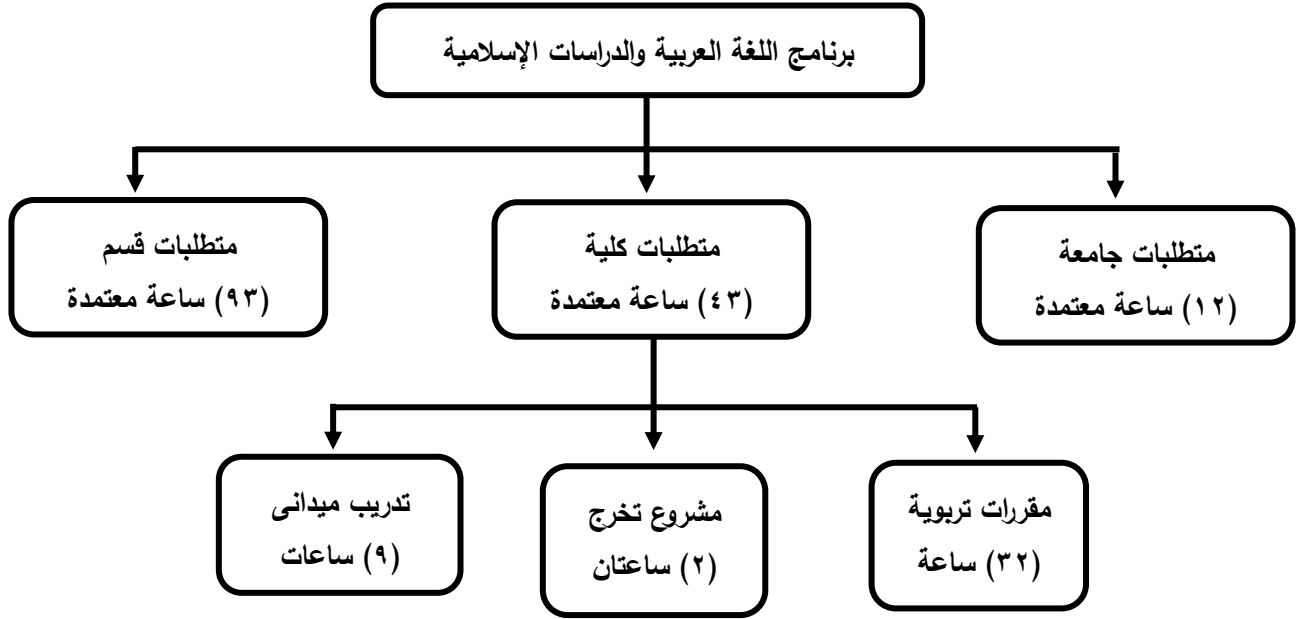 برنامج اللغة العربية والدراسات الإسلامية
متطلبات جامعة
(١٢) ساعة معتمدة
متطلبات كلية
(٤٣) ساعة معتمدة
متطلبات قسم
(٩٣) ساعة معتمدة
مقررات تربوية
(٣٢) ساعة
مشروع تخرج
(٢) ساعتان
تدريب ميدانى
(٩) ساعات